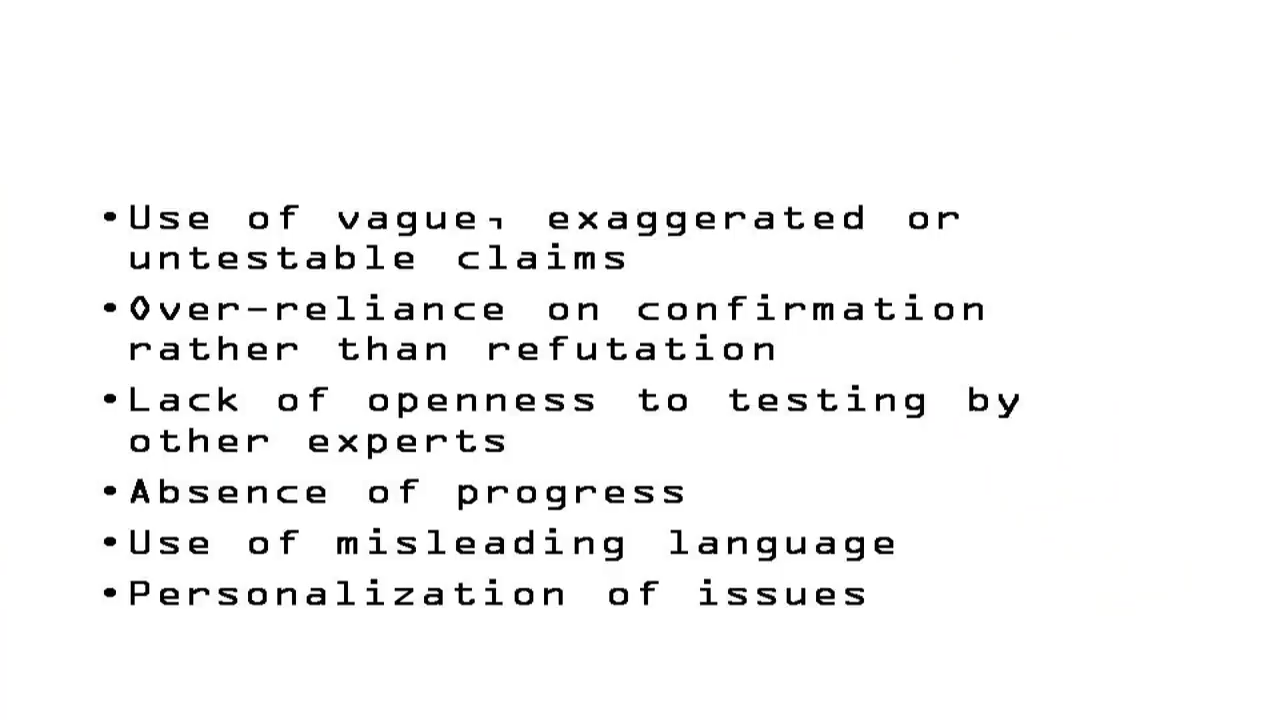 •Use of vague, exaggerated or
untestable claims
•Over-reliance on confirmation
rather than refutation
•Lack of openness to testing by
other experts
•Absence of progress
•Use of misleading language
•Personalization of issues